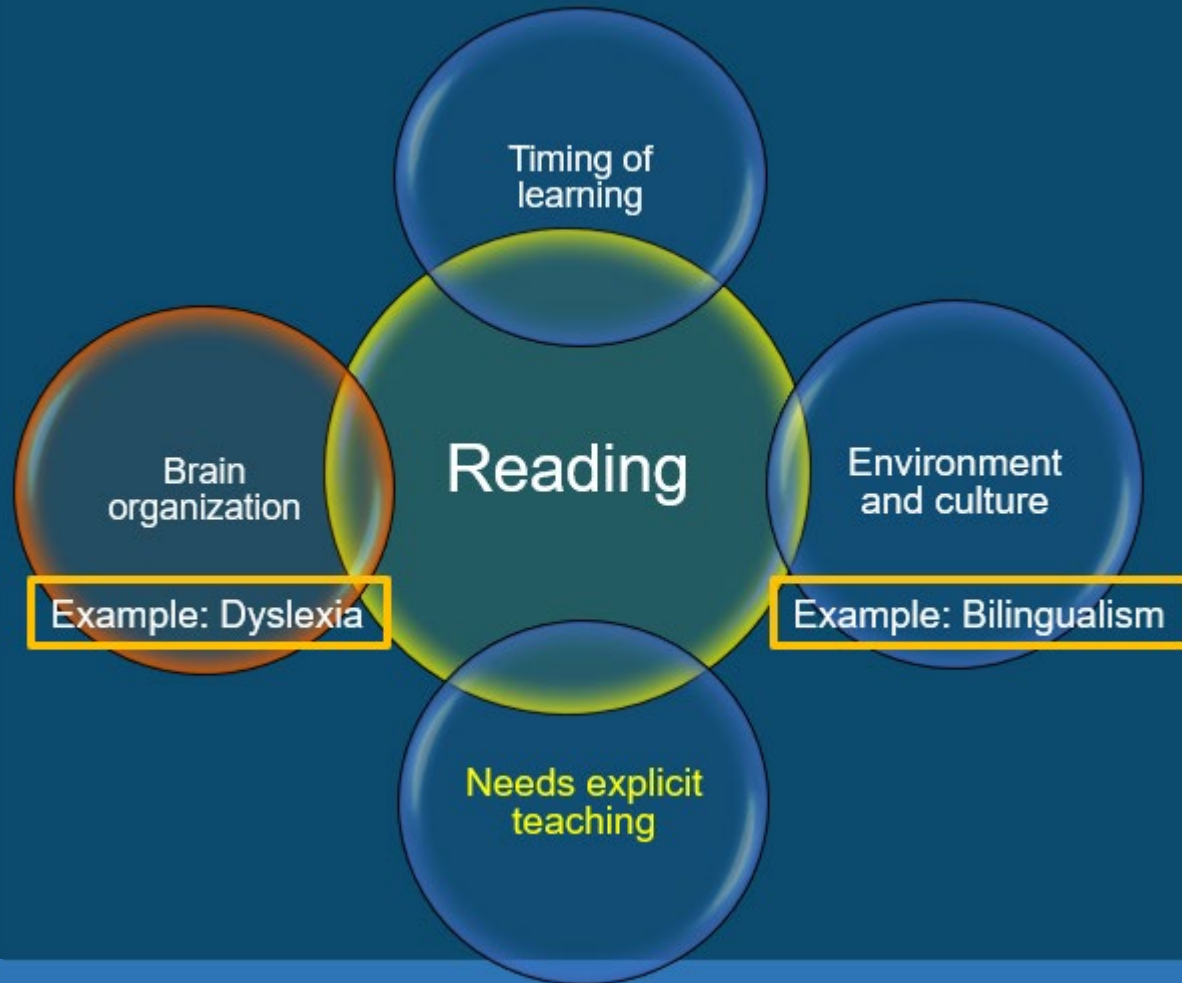 Timing of
learning
Brain
organization
Example: Dyslexia
Reading
Environment
and culture
Example: Bilingualism
Needs explicit
teaching